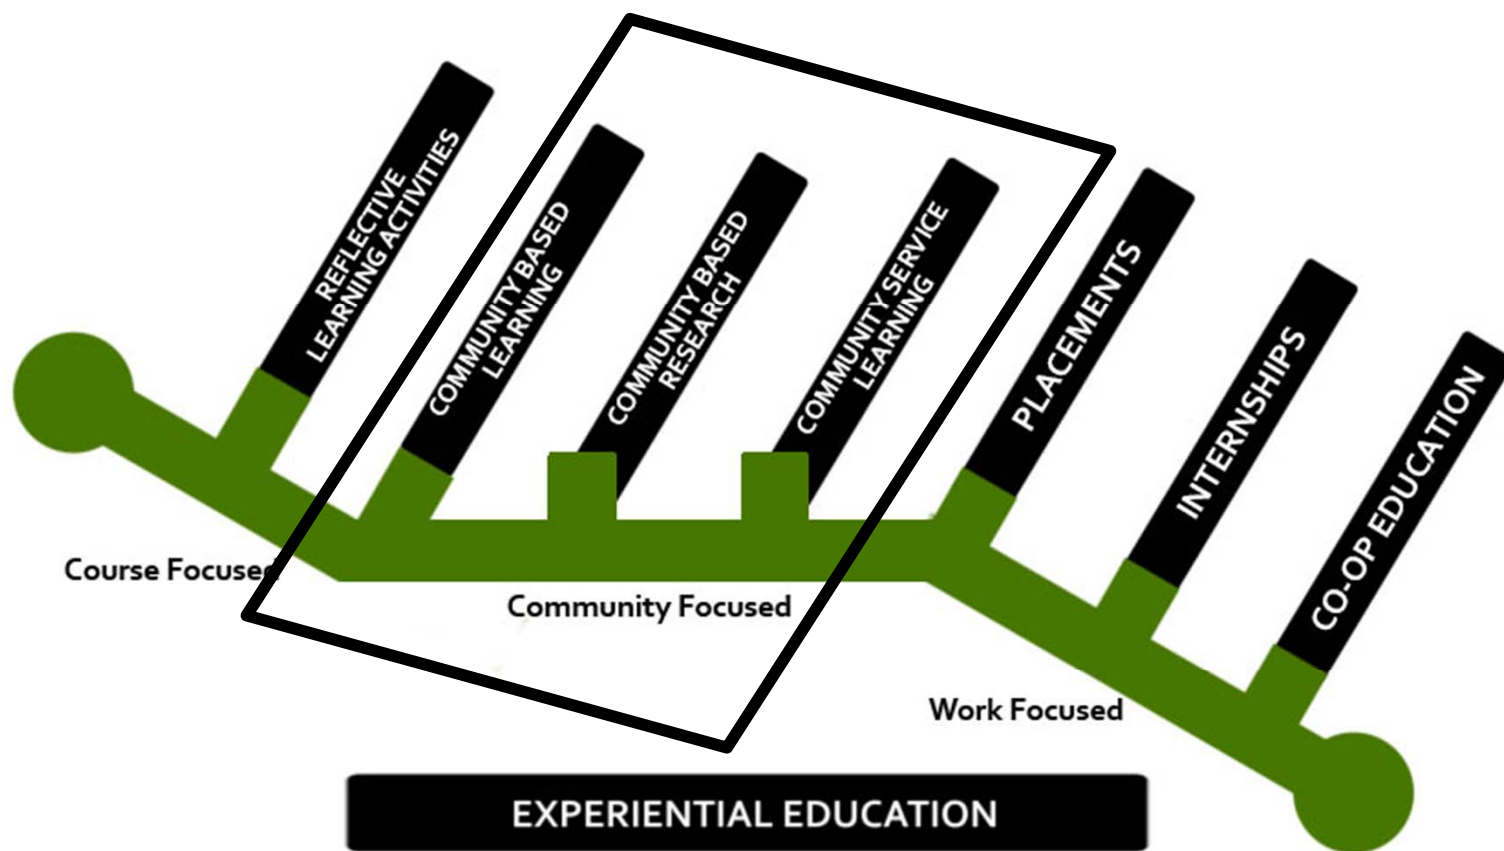 REFLECTIVE
LEARNING ACTIVITIES
COMMUNITY BASED
LEARNING
COMMUNITY BASED
RESEARCH
COMMUNITY SERVICE
LEARNING
PLACEMENTS
INTERNSHIPS
CO-OP EDUCATION
Course Focused
Community Focused
Work Focused
EXPERIENTIAL EDUCATION